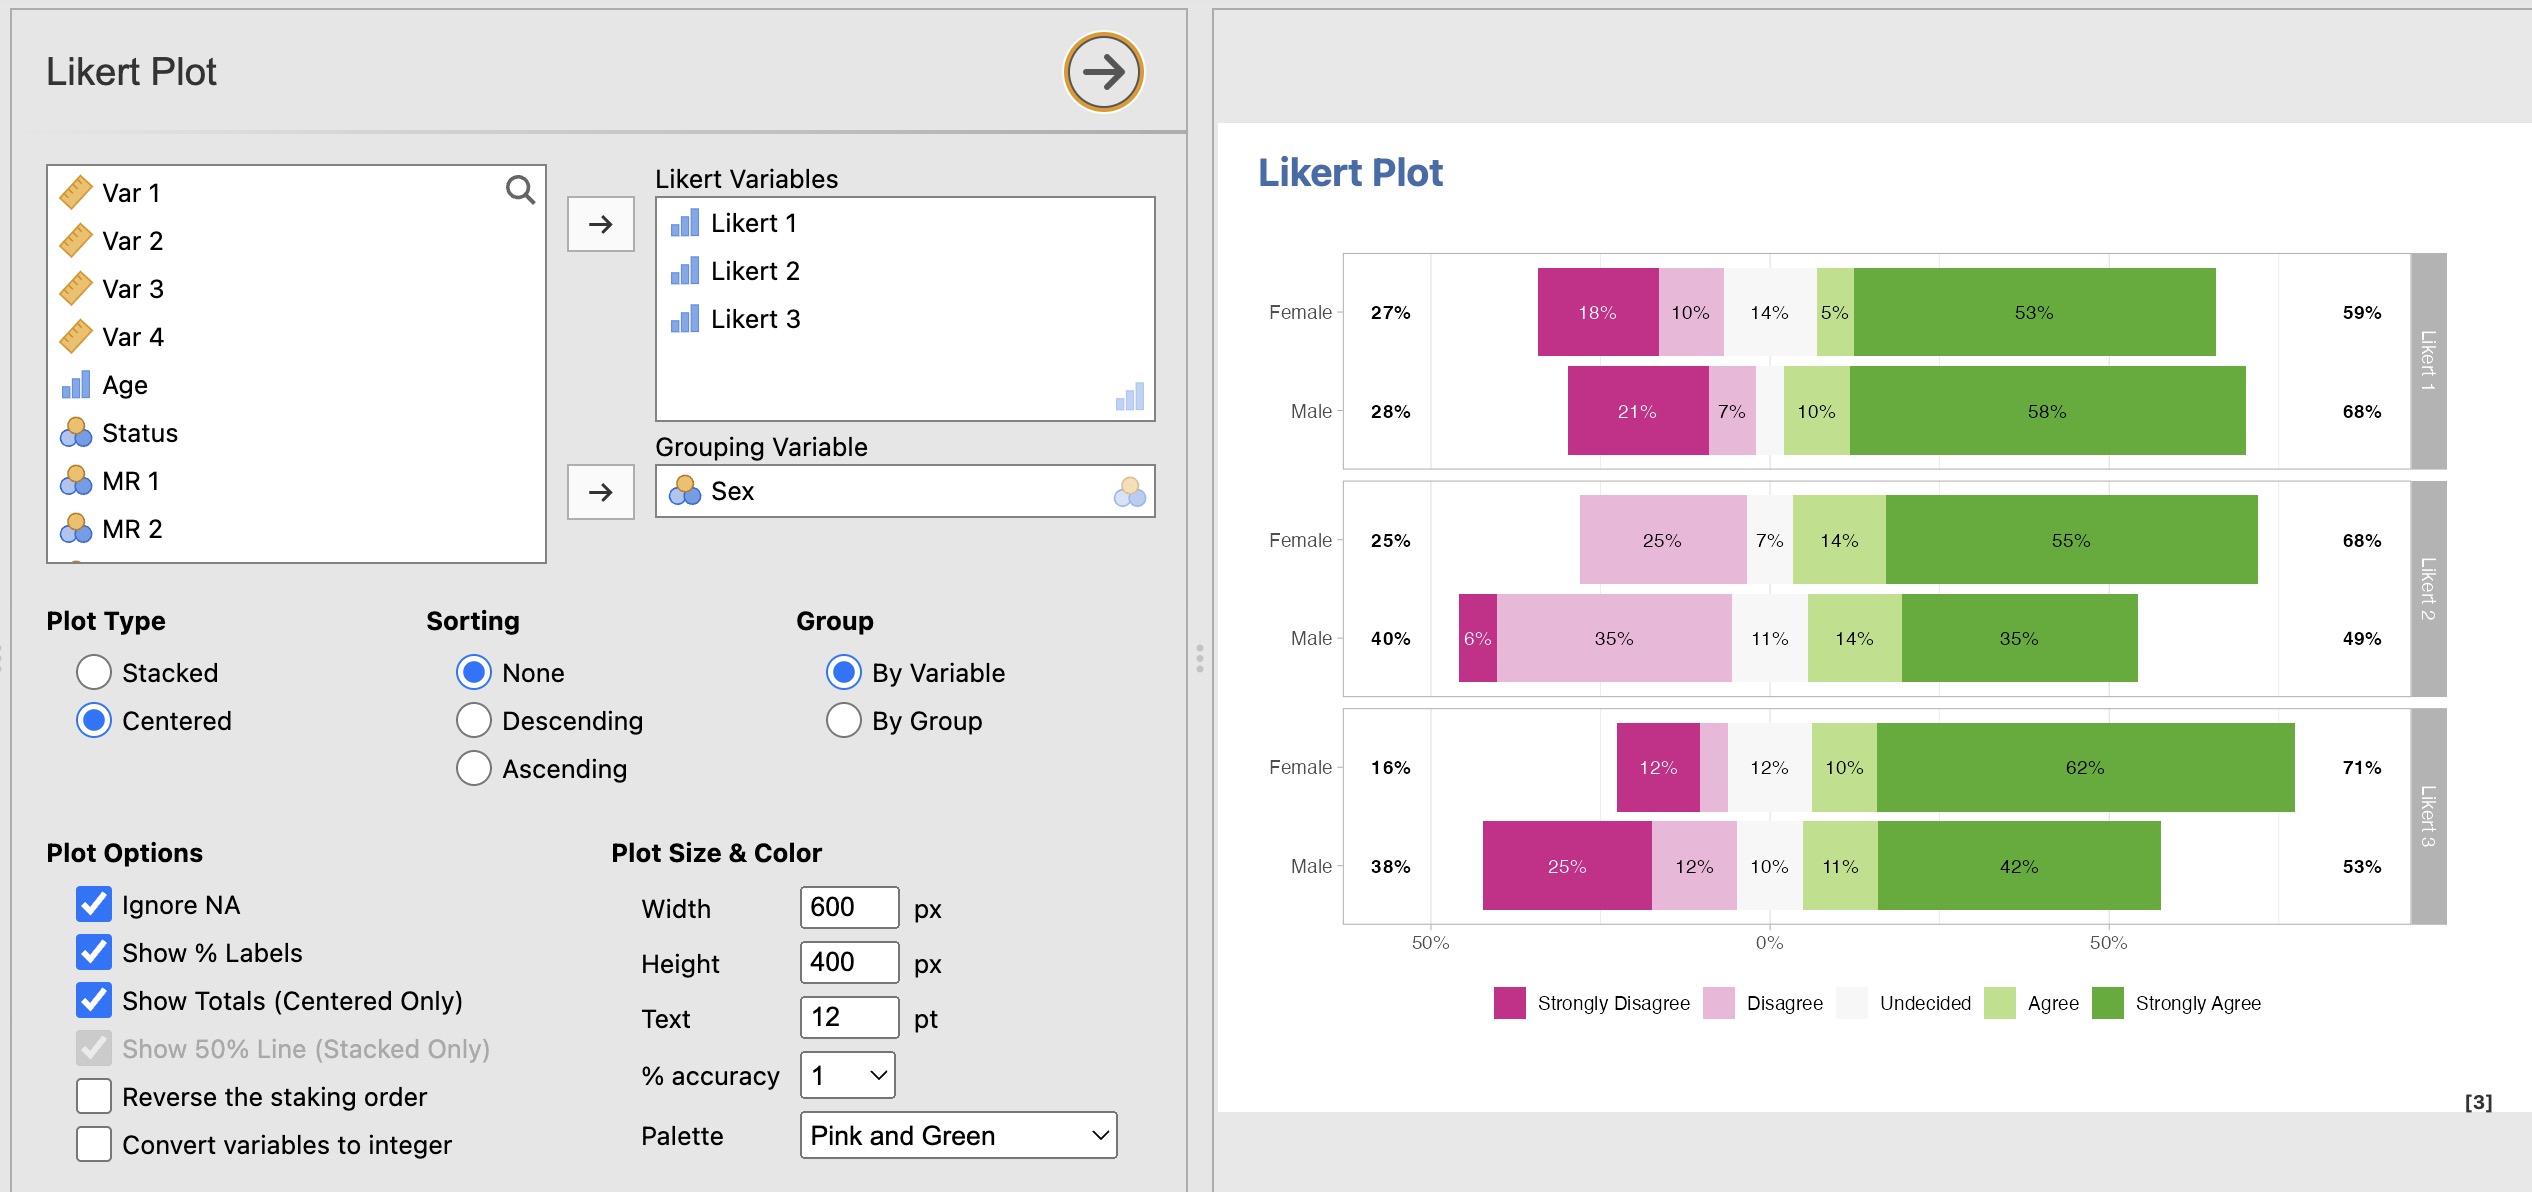 Likert Plot
Var 1
Var 2
Var 3
Var 4
Age
Status
MR 1
MR 2
Likert Variables
Likert 1
Likert 2
Likert 3
Grouping Variable
Sex
Plot Type
Stacked
Centered
Sorting
None
Descending
Ascending
Group
By Variable
By Group
Plot Options
Ignore NA
Show % Labels
Show Totals (Centered Only)
Show 50% Line (Stacked Only)
Reverse the staking order
Convert variables to integer
Plot Size & Color
Width 600 px
Height 400 px
Text 12 pt
% accuracy 1
Palette Pink and Green
Likert Plot
Female 27% 18% 10% 14% 5% 53% 59%
Male 28% 21% 7% 10% 58% 68%
Likert 1
Female 25% 25% 7% 14% 55% 68%
Male 40% 6% 35% 11% 14% 35% 49%
Likert 2
Female 16% 12% 12% 10% 62% 71%
Male 38% 25% 12% 10% 11% 42% 53%
Likert 3
50% 0% 50%
Strongly Disagree Disagree Undecided Agree Strongly Agree
[3]